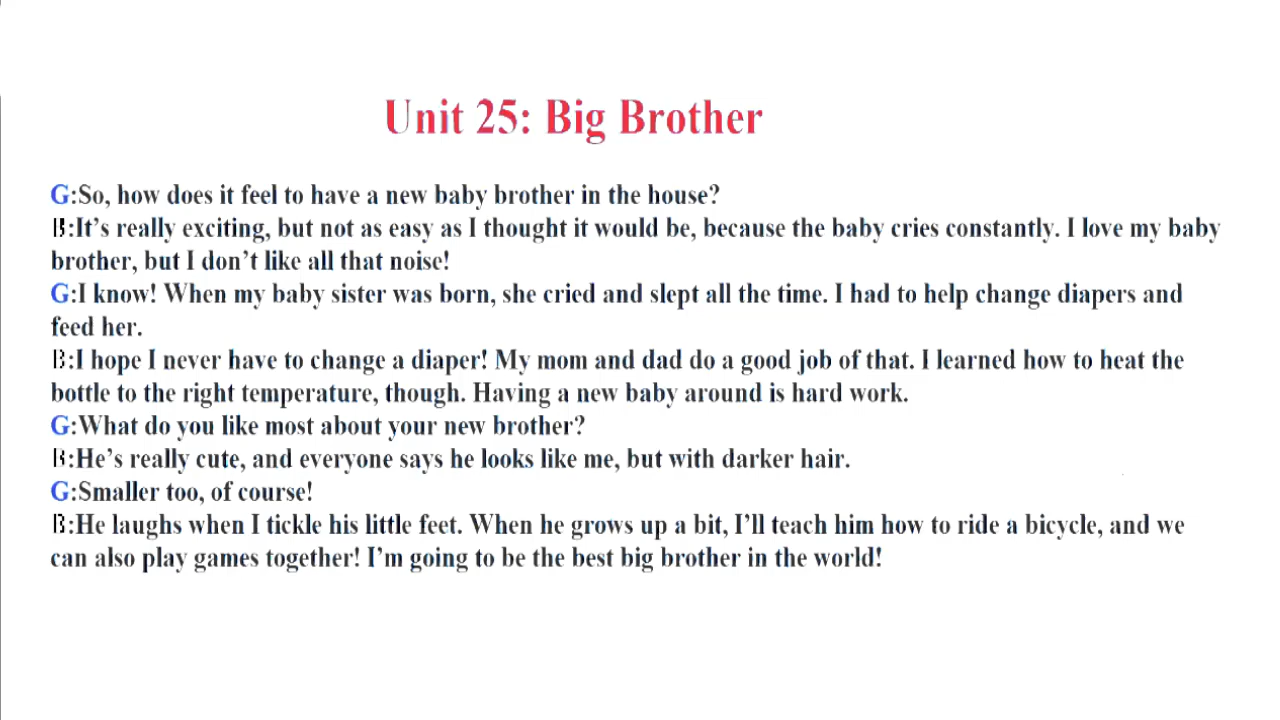 Unit 25: Big Brother
G:So, how does it feel to have a new baby brother in the house?
B:It’s really exciting, but not as easy as I thought it would be, because the baby cries constantly. I love my baby
brother, but I don’t like all that noise!
G:I know! When my baby sister was born, she cried and slept all the time. I had to help change diapers and
feed her.
B:I hope I never have to change a diaper! My mom and dad do a good job of that. I learned how to heat the
bottle to the right temperature, though. Having a new baby around is hard work.
G:What do you like most about your new brother?
B:He’s really cute, and everyone says he looks like me, but with darker hair.
G:Smaller too, of course!
B:He laughs when I tickle his little feet. When he grows up a bit, I’ll teach him how to ride a bicycle, and we
can also play games together! I’m going to be the best big brother in the world!